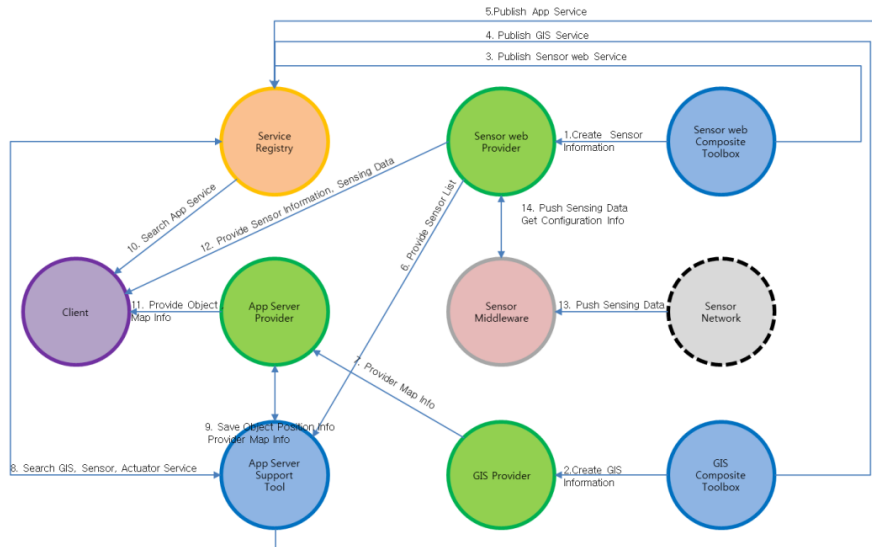 5.Publish App Service
4. Publish GIS Service
3. Publish Sensor web Service
Service
Registry
Sensor web
Provider
1.Create Sensor
Information
Sensor web
Composite
Toolbox
10. Search App Service
12. Provide Sensor Information, Sensing Data
6. Provide Sensor List
14. Push Sensing Data
Get Configuration Info
Client
11. Provide Object
Map Info
App Server
Provider
Sensor
Middleware
13. Push Sensing Data
Sensor
Network
7. Provider Map Info
9. Save Object Position Info
Provider Map Info
8. Search GIS, Sensor, Actuator Service
App Server
Support
Tool
GIS Provider
2.Create GIS
Information
GIS
Composite
Toolbox